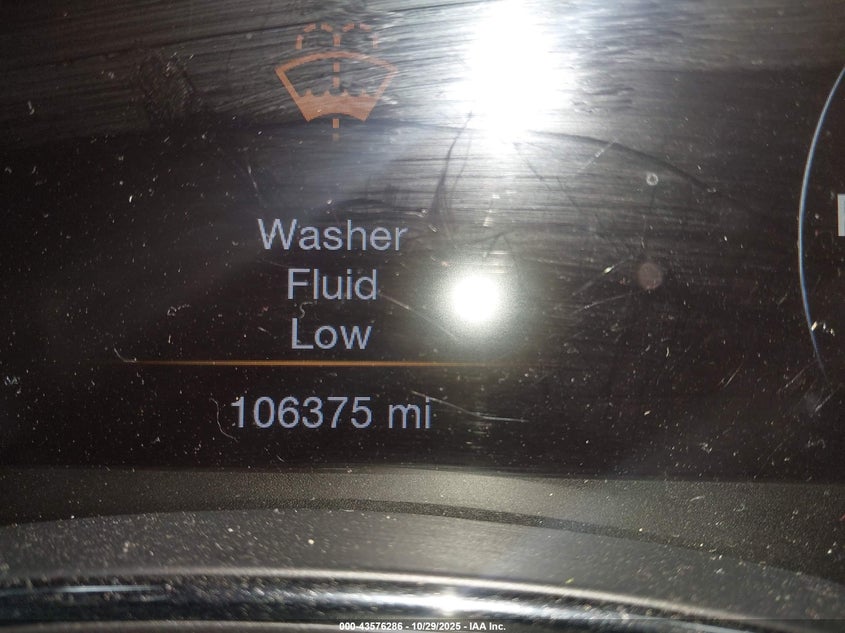 Washer
Fluid
Low
106375 mi
000-43576286 - 10/29/2025 - IAA Inc.